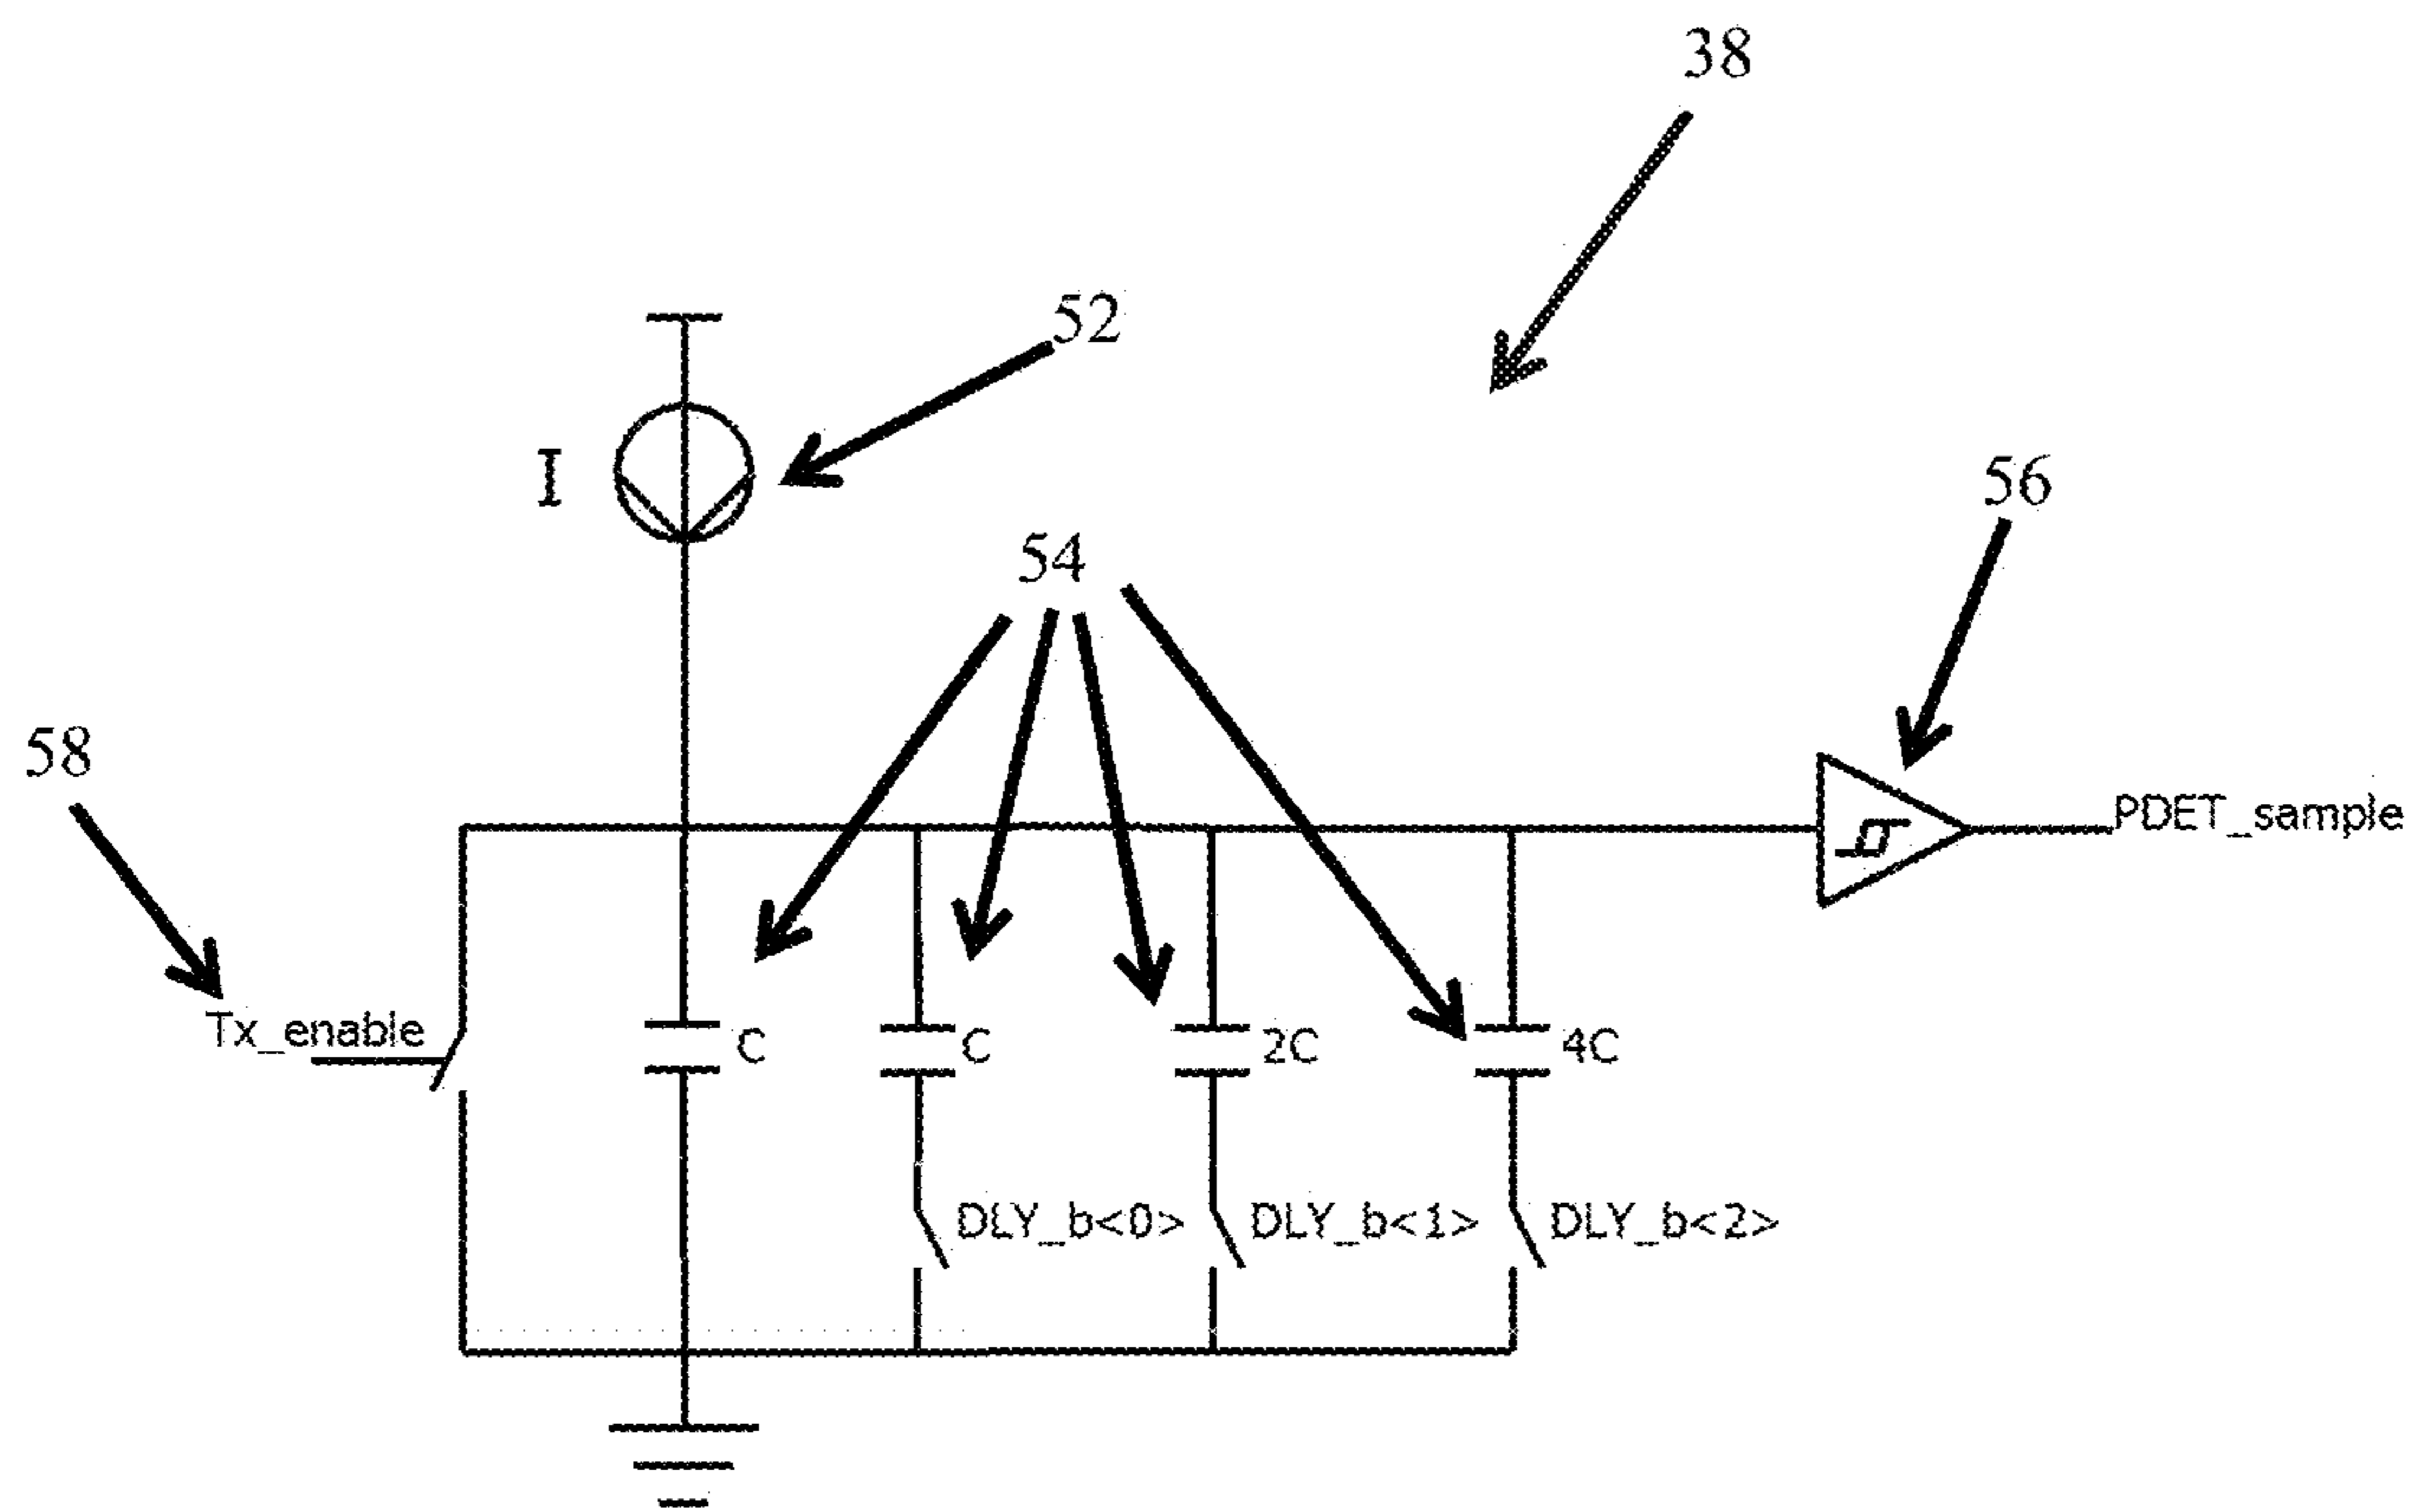 38
52
I
56
54
58
PDET_sample
Tx_enable
C
C
2C
4C
DLY_b<0>
DLY_b<1>
DLY_b<2>